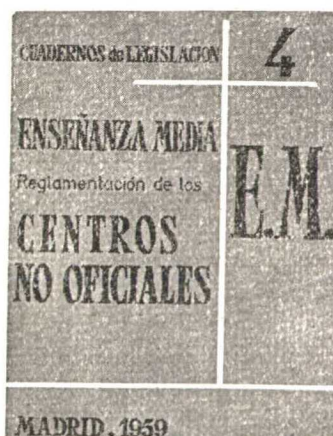 CUADERNOS de LEGISLACION
4
ENSEÑANZA MEDIA
Reglamentación de los
CENTROS
NO OFICIALES
E.M.
MADRID, 1959